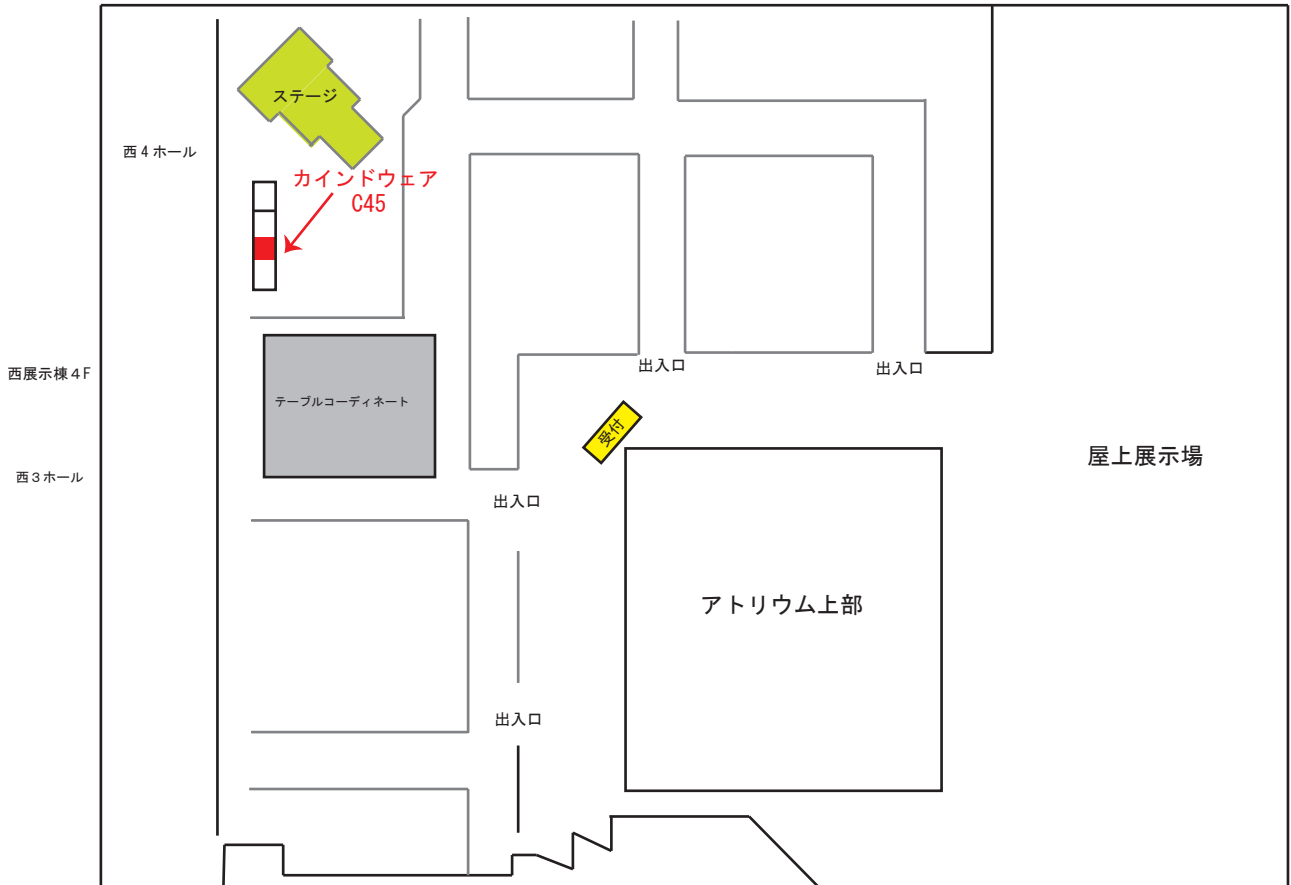 ステージ
西4ホール
カインドウェア
C45
出入口
出入口
西展示棟4F
テーブルコーディネート
受付
屋上展示場
西3ホール
出入口
アトリウム上部
出入口